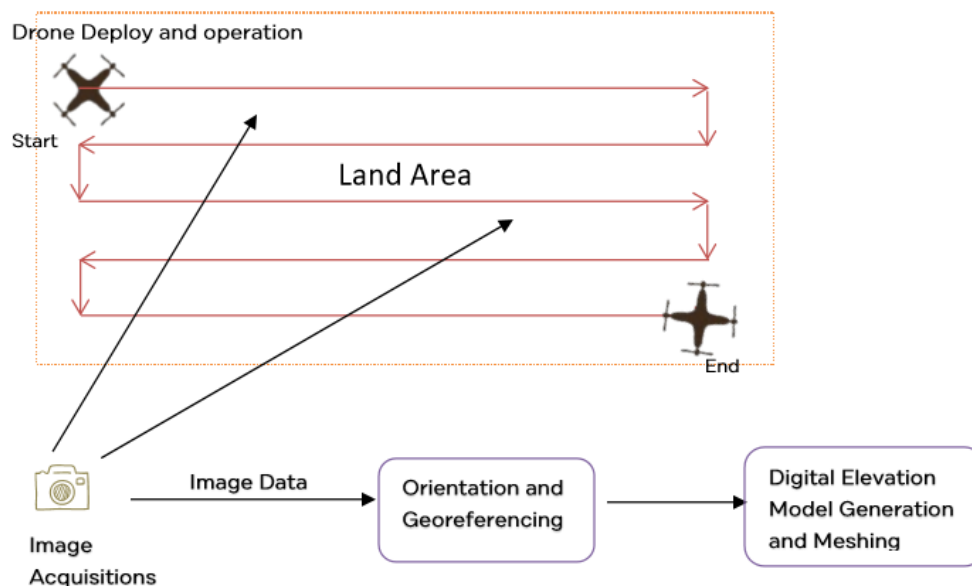 Drone Deploy and operation
Start
Land Area
End
Image Data
Orientation and
Georeferencing
Digital Elevation
Model Generation
and Meshing
Image
Acquisitions